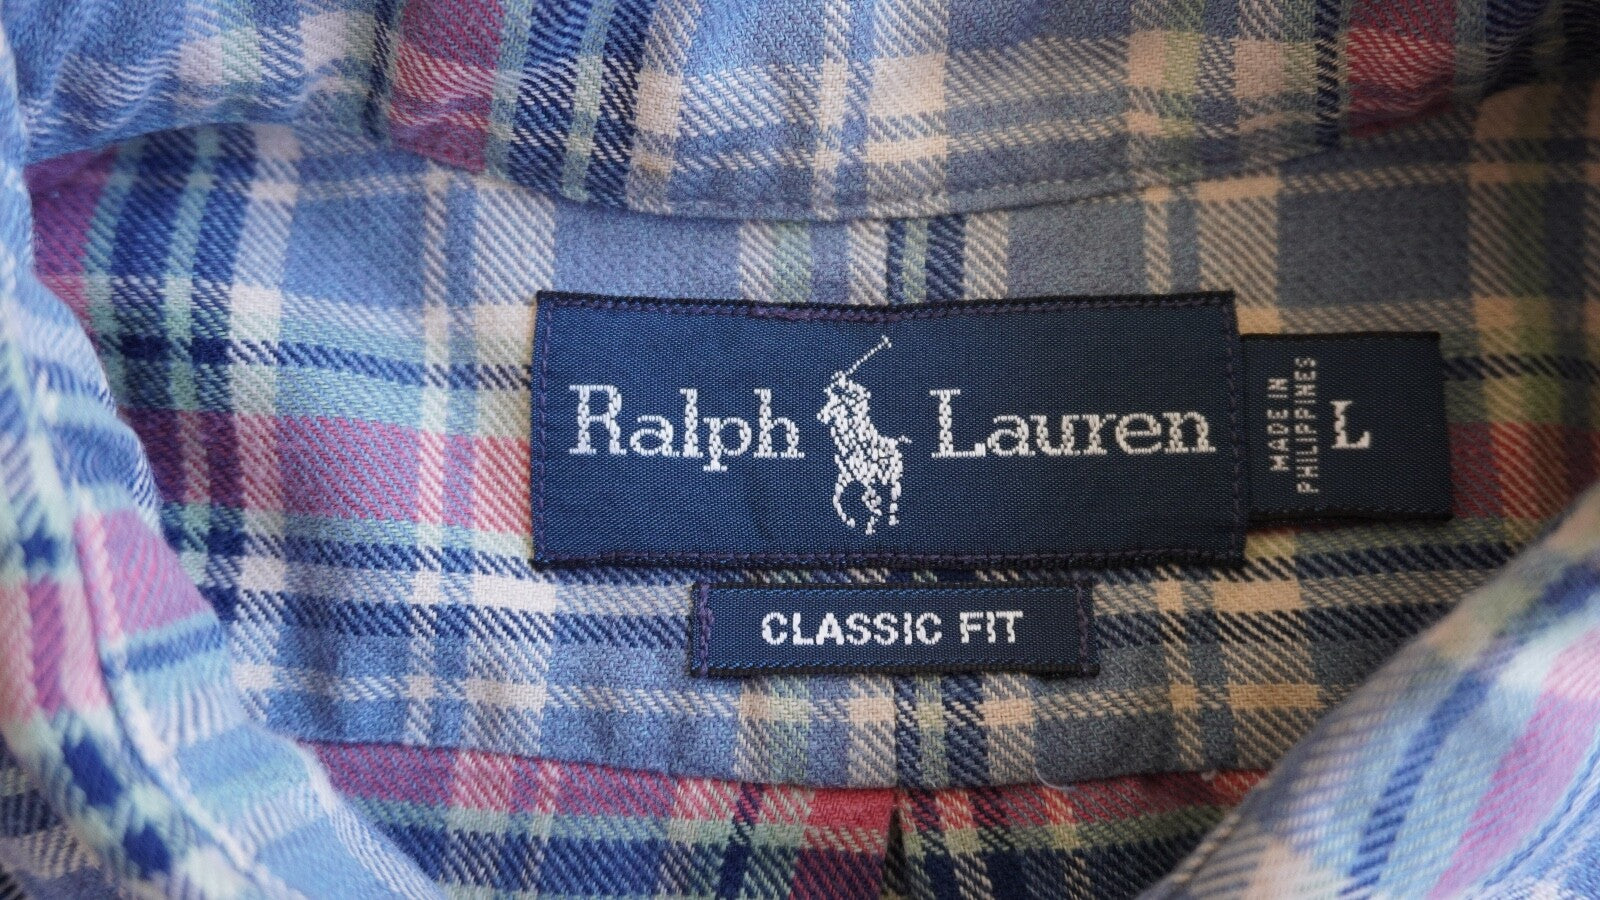 Ralph Lauren
MADE IN
PHILIPPINES
L
CLASSIC FIT